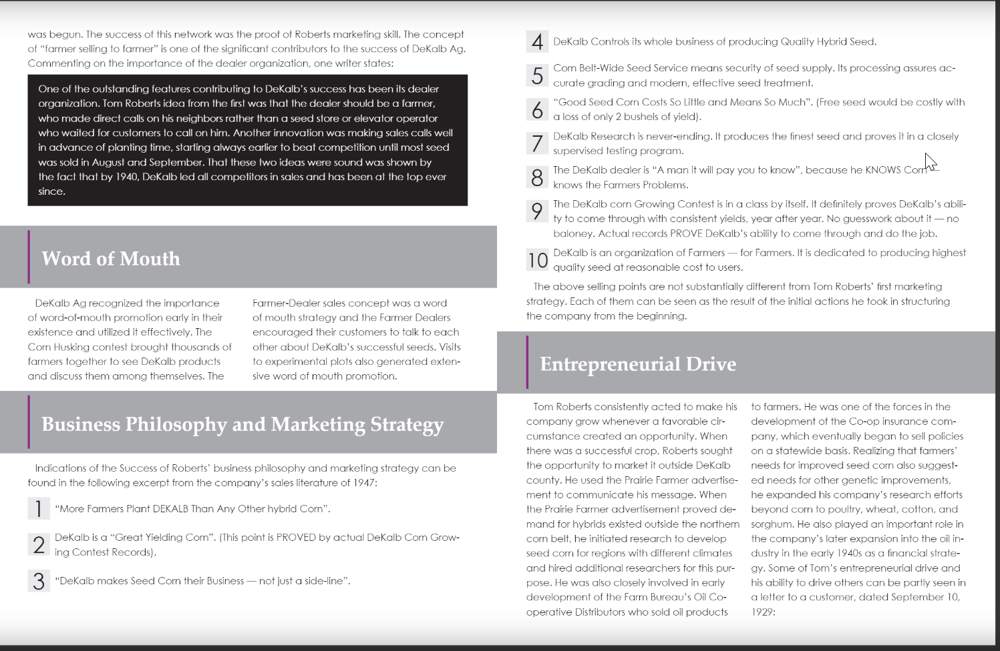 was begun. The success of this network was the proof of Roberts marketing skill. The concept
of “farmer selling to farmer” is one of the significant contributors to the success of DeKalb Ag.
Commenting on the importance of the dealer organization, one writer states:
One of the outstanding features contributing to DeKalb’s success has been its dealer
organization. Tom Roberts idea from the first was that the dealer should be a farmer,
who made direct calls on his neighbors rather than a seed store or elevator operator
who waited for customers to call on him. Another innovation was making sales calls well
in advance of planting time, starting always earlier to beat competition until most seed
was sold in August and September. That these two ideas were sound was shown by
the fact that by 1940, DeKalb led all competitors in sales and has been at the top ever
since.
Word of Mouth
DeKalb Ag recognized the importance
of word-of-mouth promotion early in their
existence and utilized it effectively. The
Corn Husking contest brought thousands of
farmers together to see DeKalb products
and discuss them among themselves. The
Farmer-Dealer sales concept was a word
of mouth strategy and the Farmer Dealers
encouraged their customers to talk to each
other about DeKalb’s successful seeds. Visits
to experimental plots also generated exten-
sive word of mouth promotion.
Business Philosophy and Marketing Strategy
Indications of the Success of Roberts’ business philosophy and marketing strategy can be
found in the following excerpt from the company’s sales literature of 1947:
1 “More Farmers Plant DEKALB Than Any Other hybrid Corn”.
2 DeKalb is a “Great Yielding Corn”. (This point is PROVED by actual DeKalb Corn Grow-
ing Contest Records).
3 “DeKalb makes Seed Corn their Business — not just a side-line”.
4 DeKalb Controls its whole business of producing Quality Hybrid Seed.
5 Corn Belt-Wide Seed Service means security of seed supply. Its processing assures ac-
curate grading and modern, effective seed treatment.
6 “Good Seed Corn Costs So Little and Means So Much”. (Free seed would be costly with
a loss of only 2 bushels of yield).
7 DeKalb Research is never-ending. It produces the finest seed and proves it in a closely
supervised testing program.
8 The DeKalb dealer is “A man it will pay you to know”, because he KNOWS Corn —
knows the Farmers Problems.
9 The DeKalb corn Growing Contest is in a class by itself. It definitely proves DeKalb’s abili-
ty to come through with consistent yields, year after year. No guesswork about it — no
baloney. Actual records PROVE DeKalb’s ability to come through and do the job.
10 DeKalb is an organization of Farmers — for Farmers. It is dedicated to producing highest
quality seed at reasonable cost to users.
The above selling points are not substantially different from Tom Roberts’ first marketing
strategy. Each of them can be seen as the result of the initial actions he took in structuring
the company from the beginning.
Entrepreneurial Drive
Tom Roberts consistently acted to make his
company grow whenever a favorable cir-
cumstance created an opportunity. When
there was a successful crop, Roberts sought
the opportunity to market it outside DeKalb
county. He used the Prairie Farmer advertise-
ment to communicate his message. When
the Prairie Farmer advertisement proved de-
mand for hybrids existed outside the northern
corn belt, he initiated research to develop
seed corn for regions with different climates
and hired additional researchers for this pur-
pose. He was also closely involved in early
development of the Farm Bureau’s Oil Co-
operative Distributors who sold oil products
to farmers. He was one of the forces in the
development of the Co-op insurance com-
pany, which eventually began to sell policies
on a statewide basis. Realizing that farmers’
needs for improved seed corn also suggest-
ed needs for other genetic improvements,
he expanded his company’s research efforts
beyond corn to poultry, wheat, cotton, and
sorghum. He also played an important role in
the company’s later expansion into the oil in-
dustry in the early 1940s as a financial strate-
gy. Some of Tom’s entrepreneurial drive and
his ability to drive others can be partly seen in
a letter to a customer, dated September 10,
1929: